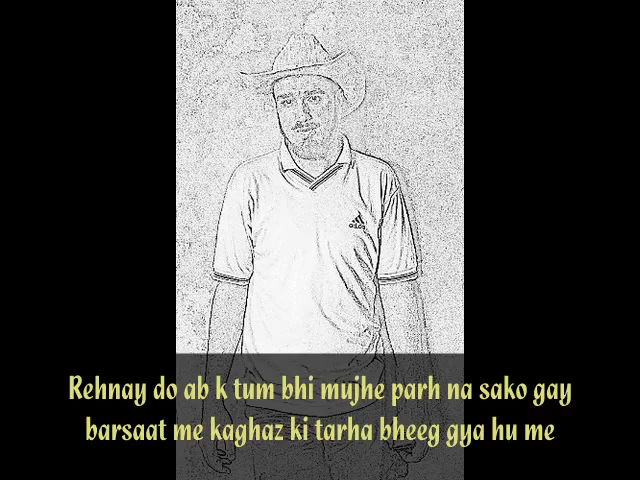 Rehnay do ab k tum bhi mujhe parh na sako gay
barsaat me kaghaz ki tarha bheeg gya hu me